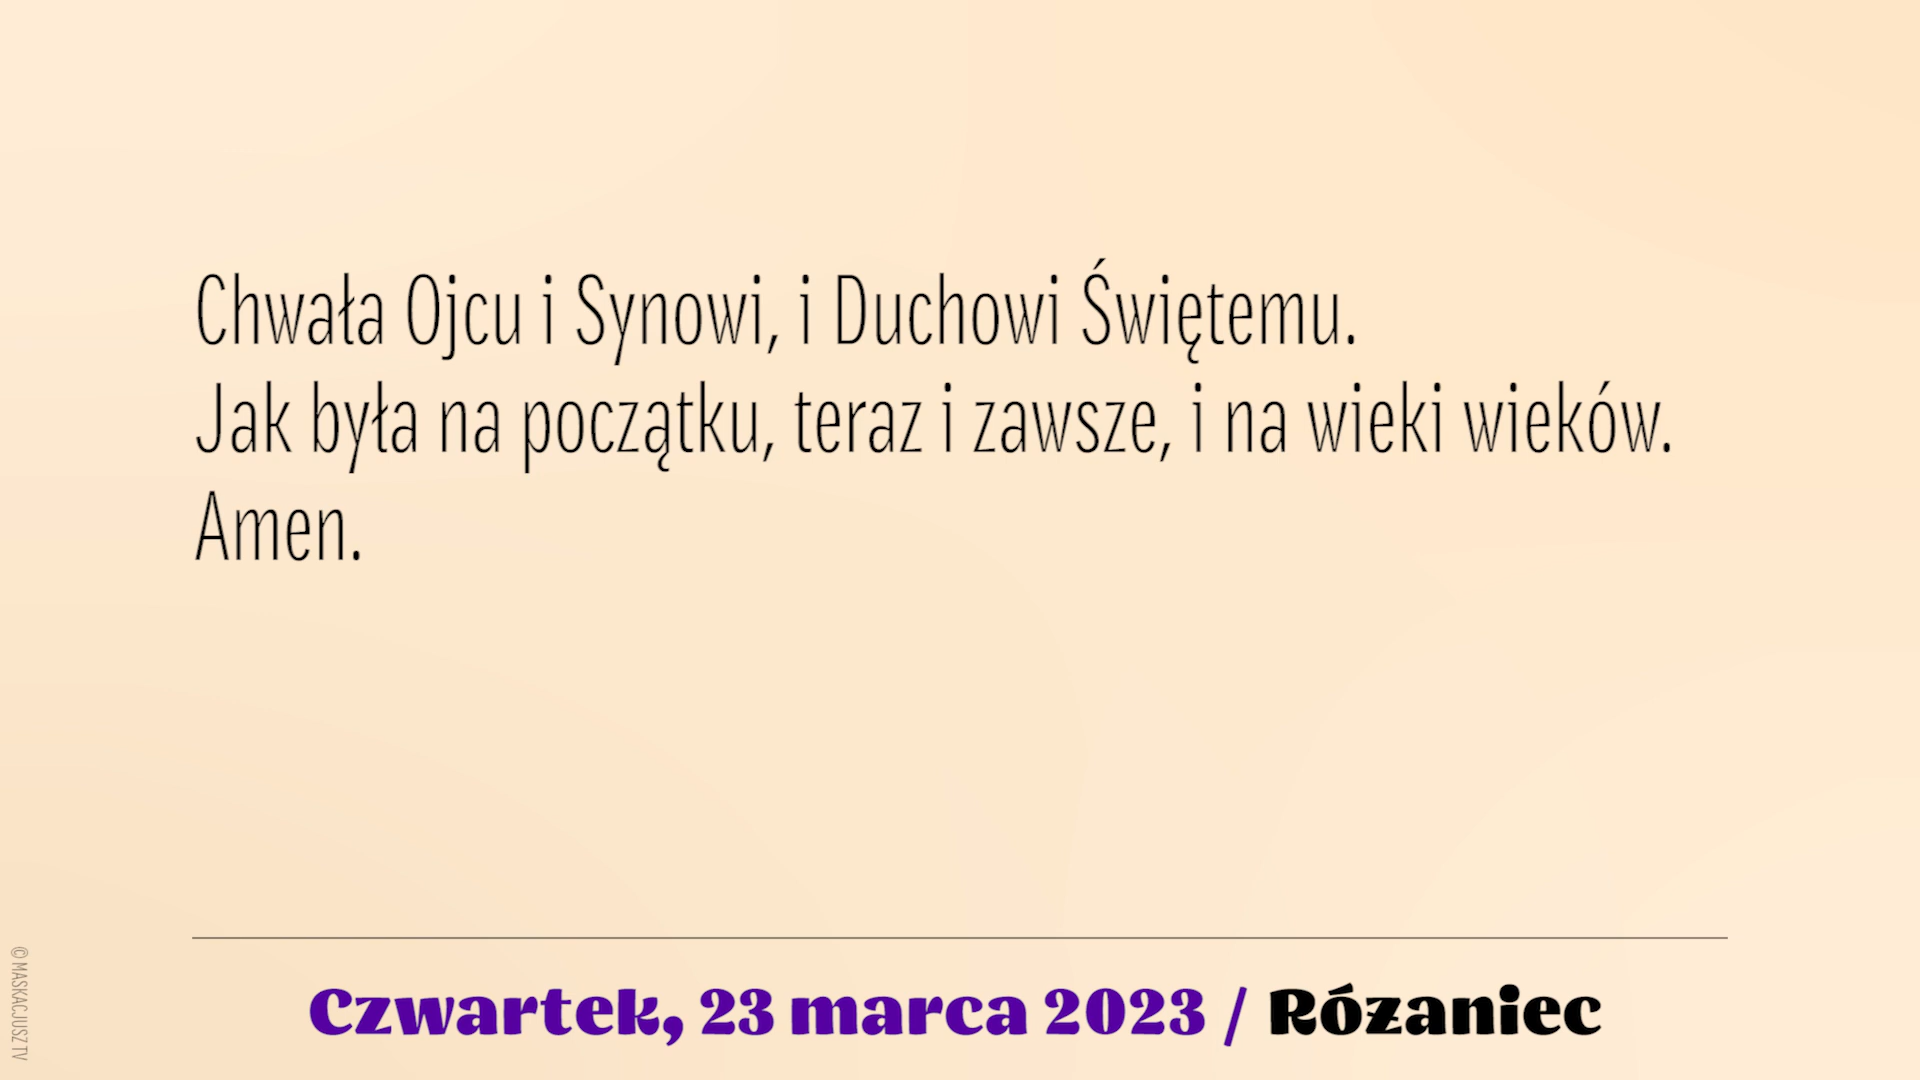 Chwała Ojcu i Synowi, i Duchowi Świętemu.
Jak była na początku, teraz i zawsze, i na wieki wieków.
Amen.
Czwartek, 23 marca 2023 / Różaniec
© MASKACJUSZ TV